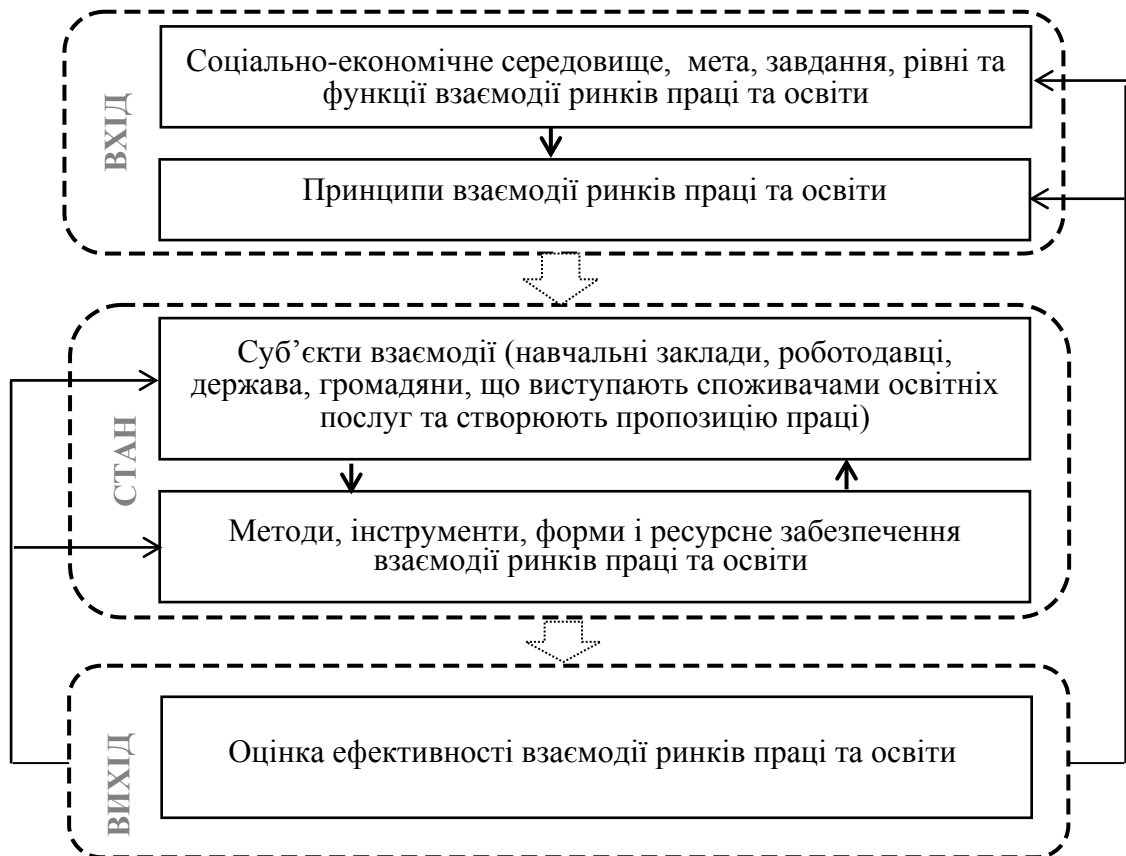 ВХІД
Соціально-економічне середовище, мета, завдання, рівні та
функції взаємодії ринків праці та освіти
Принципи взаємодії ринків праці та освіти
СТАН
Суб’єкти взаємодії (навчальні заклади, роботодавці,
держава, громадяни, що виступають споживачами освітніх
послуг та створюють пропозицію праці)
Методи, інструменти, форми і ресурсне забезпечення
взаємодії ринків праці та освіти
ВИХІД
Оцінка ефективності взаємодії ринків праці та освіти